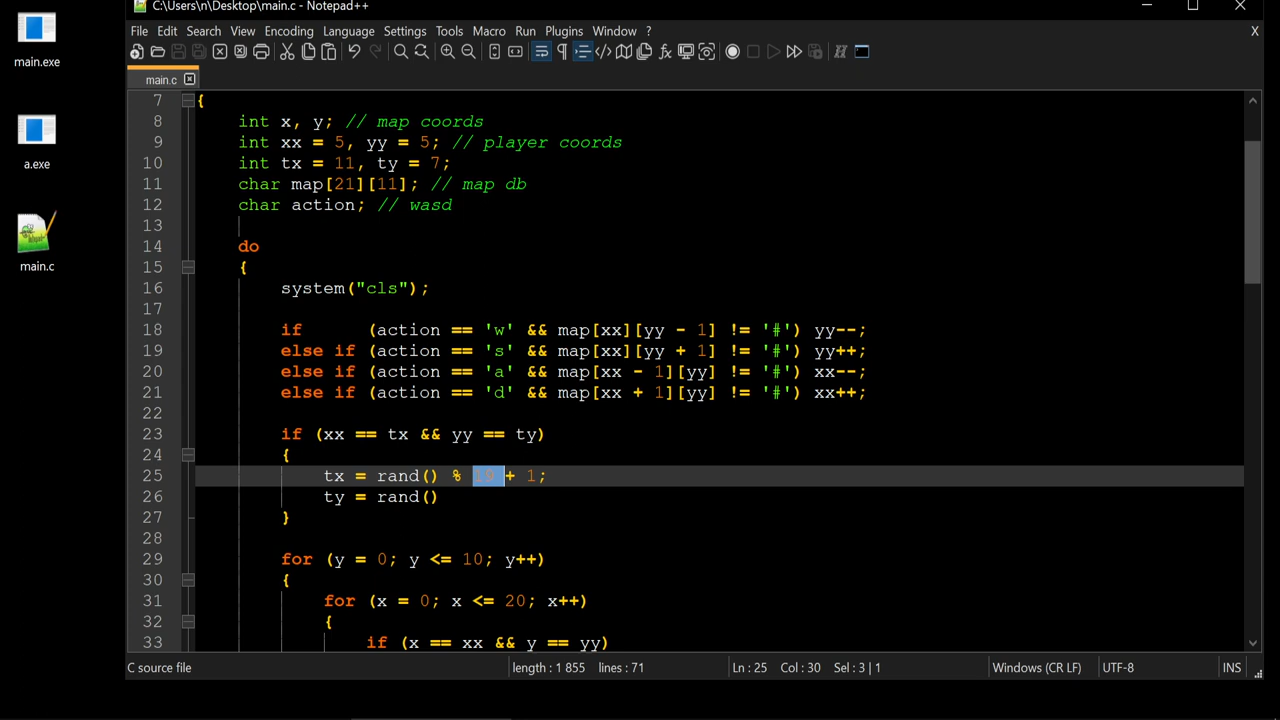 C:\Users\n\Desktop\main.c - Notepad++
File Edit Search View Encoding Language Settings Tools Macro Run Plugins Window ? X
main.exe
a.exe
main.c
main.c
7 {
8 int x, y; // map coords
9 int xx = 5, yy = 5; // player coords
10 int tx = 11, ty = 7;
11 char map[21][11]; // map db
12 char action; // wasd
13
14 do
15 {
16 system("cls");
17
18 if (action == 'w' && map[xx][yy - 1] != '#') yy--;
19 else if (action == 's' && map[xx][yy + 1] != '#') yy++;
20 else if (action == 'a' && map[xx - 1][yy] != '#') xx--;
21 else if (action == 'd' && map[xx + 1][yy] != '#') xx++;
22
23 if (xx == tx && yy == ty)
24 {
25 tx = rand() % 19 + 1;
26 ty = rand()
27 }
28
29 for (y = 0; y <= 10; y++)
30 {
31 for (x = 0; x <= 20; x++)
32 {
33 if (x == xx && y == yy)
C source file length : 1 855 lines : 71 Ln : 25 Col : 30 Sel : 3 | 1 Windows (CR LF) UTF-8 INS